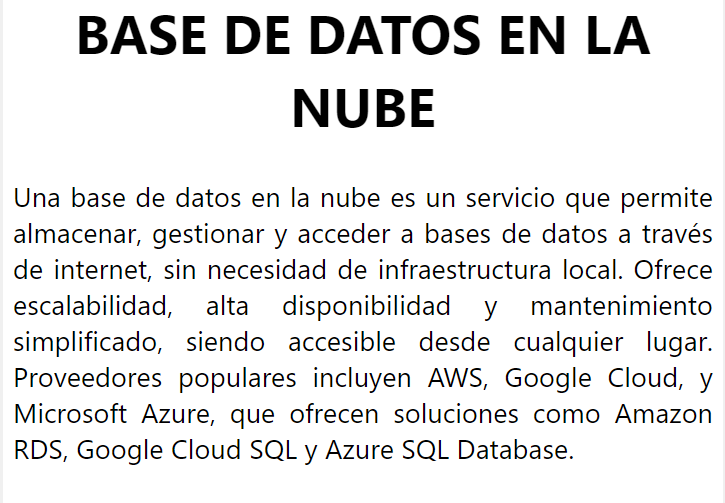 BASE DE DATOS EN LA
NUBE
Una base de datos en la nube es un servicio que permite
almacenar, gestionar y acceder a bases de datos a través
de internet, sin necesidad de infraestructura local. Ofrece
escalabilidad, alta disponibilidad y mantenimiento
simplificado, siendo accesible desde cualquier lugar.
Proveedores populares incluyen AWS, Google Cloud, y
Microsoft Azure, que ofrecen soluciones como Amazon
RDS, Google Cloud SQL y Azure SQL Database.